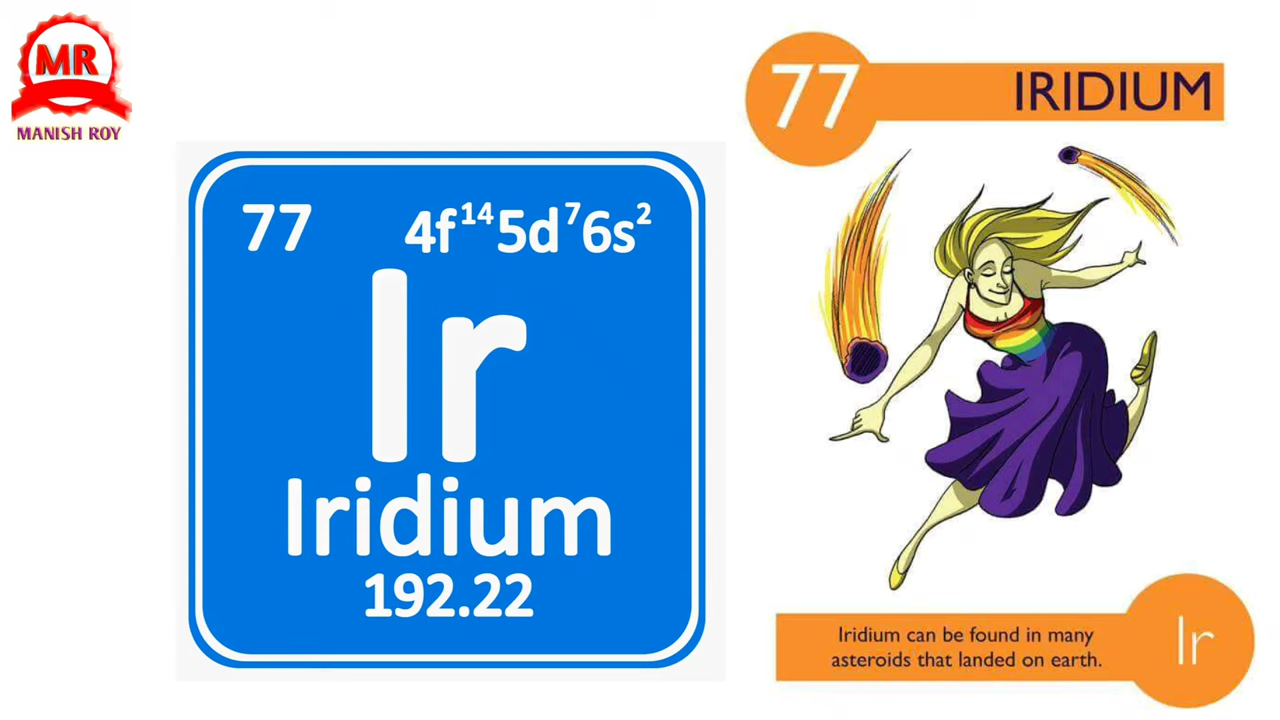 MR
MANISH ROY
77 4f¹⁴5d⁷6s²
Ir
Iridium
192.22
77 IRIDIUM
Iridium can be found in many
asteroids that landed on earth.
Ir